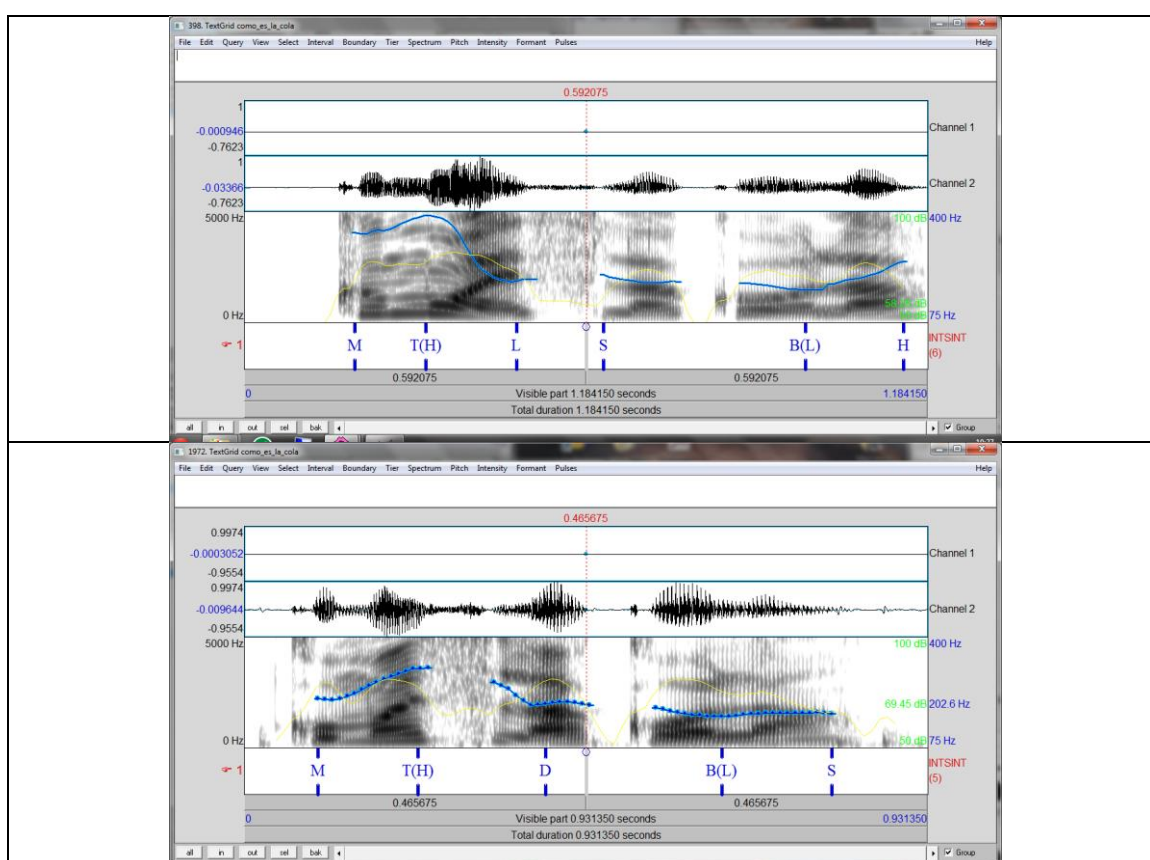 398. TextGrid como_es_la_cola
File Edit Query View Select Interval Boundary Tier Spectrum Pitch Intensity Formant Pulses Help
0.592075
1
-0.000946
-0.7623
Channel 1
1
-0.03366
-0.7623
Channel 2
5000 Hz
100 dB 400 Hz
0 Hz
75 Hz
1
M T(H) L S B(L) H
INTSINT
(6)
0.592075 0.592075
0 Visible part 1.184150 seconds 1.184150
Total duration 1.184150 seconds
all in out sel bak Group
1972. TextGrid como_es_la_cola
File Edit Query View Select Interval Boundary Tier Spectrum Pitch Intensity Formant Pulses Help
0.465675
0.9974
-0.0003052
-0.9554
Channel 1
0.9974
-0.009644
-0.9554
Channel 2
5000 Hz
100 dB 400 Hz
69.45 dB 202.6 Hz
0 Hz
50 dB 75 Hz
1
M T(H) D B(L) S
INTSINT
(5)
0.465675 0.465675
0 Visible part 0.931350 seconds 0.931350
Total duration 0.931350 seconds
all in out sel bak Group